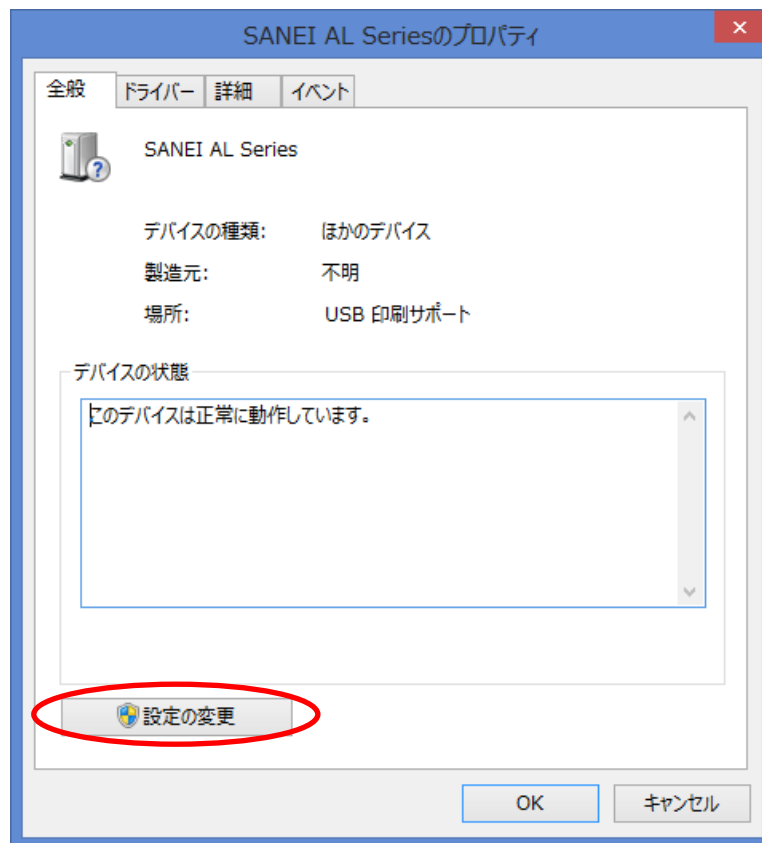 SANEI AL Seriesのプロパティ
全般 ドライバー 詳細 イベント
SANEI AL Series
デバイスの種類: ほかのデバイス
製造元: 不明
場所: USB 印刷サポート
デバイスの状態
このデバイスは正常に動作しています。
設定の変更
OK キャンセル